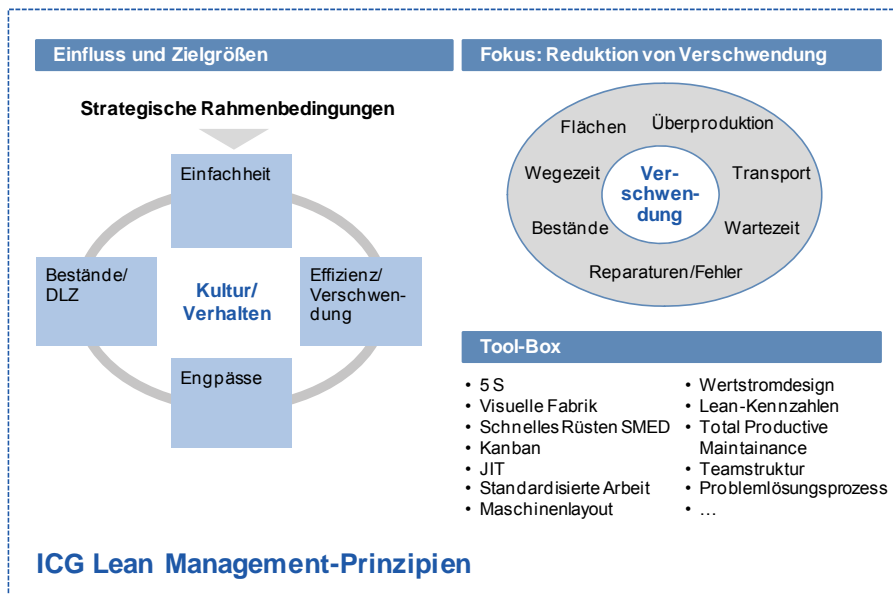 Einfluss und Zielgrößen
Strategische Rahmenbedingungen
Einfachheit
Bestände/
DLZ
Kultur/
Verhalten
Effizienz/
Verschwen-
dung
Engpässe
Fokus: Reduktion von Verschwendung
Flächen
Überproduktion
Wegezeit
Ver-
schwen-
dung
Transport
Bestände
Wartezeit
Reparaturen/Fehler
Tool-Box
• 5 S
• Visuelle Fabrik
• Schnelles Rüsten SMED
• Kanban
• JIT
• Standardisierte Arbeit
• Maschinenlayout
• Wertstromdesign
• Lean-Kennzahlen
• Total Productive
Maintainance
• Teamstruktur
• Problemlösungsprozess
• …
ICG Lean Management-Prinzipien